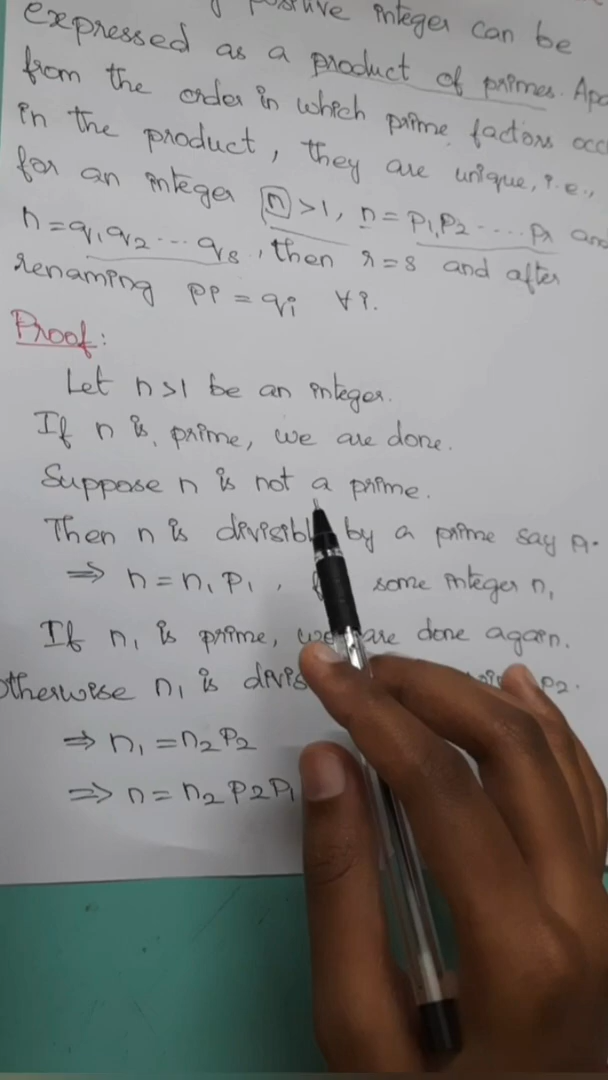 positive integer can be
expressed as a product of primes. Apa
from the order in which prime factors occ
in the product, they are unique, i.e.,
for an integer n>1, n=p₁p₂ ---- pr and
n=q₁q₂ --- qs, then r=s and after
renaming pi = qi ∀i.
Proof:
Let n>1 be an integer.
If n is prime, we are done.
Suppose n is not a prime.
Then n is divisibl by a prime say p₁.
⇒ n = n₁p₁, some integer n₁
If n₁ is prime, we are done again.
Otherwise n₁ is divis p₂.
⇒ n₁ = n₂p₂
⇒ n = n₂p₂p₁